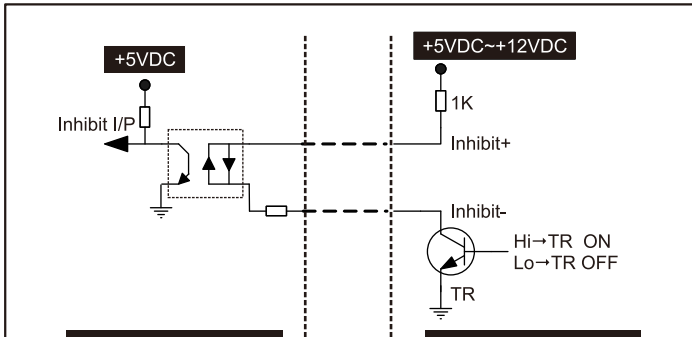 +5VDC
+5VDC~+12VDC
1K
Inhibit I/P
Inhibit+
Inhibit-
Hi→TR ON
Lo→TR OFF
TR